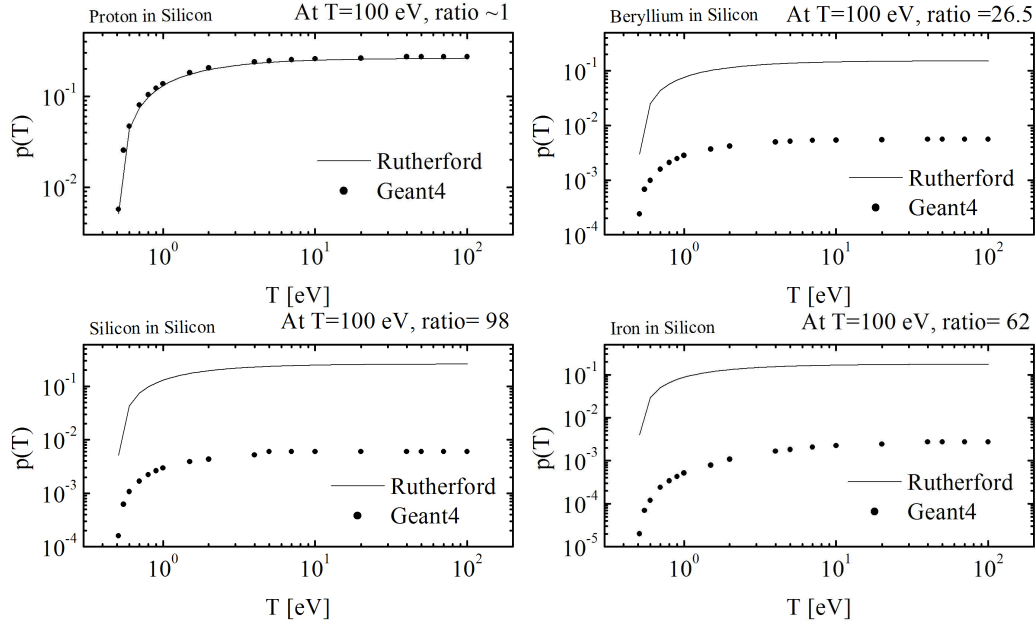 Proton in Silicon
At T=100 eV, ratio ~1
p(T)
10^-1
10^-2
Rutherford
Geant4
10^0
10^1
10^2
T [eV]
Beryllium in Silicon
At T=100 eV, ratio =26.5
p(T)
10^-1
10^-2
10^-3
10^-4
Rutherford
Geant4
10^0
10^1
10^2
T [eV]
Silicon in Silicon
At T=100 eV, ratio= 98
p(T)
10^-1
10^-2
10^-3
10^-4
Rutherford
Geant4
10^0
10^1
10^2
T [eV]
Iron in Silicon
At T=100 eV, ratio= 62
p(T)
10^-1
10^-2
10^-3
10^-4
10^-5
Rutherford
Geant4
10^0
10^1
10^2
T [eV]